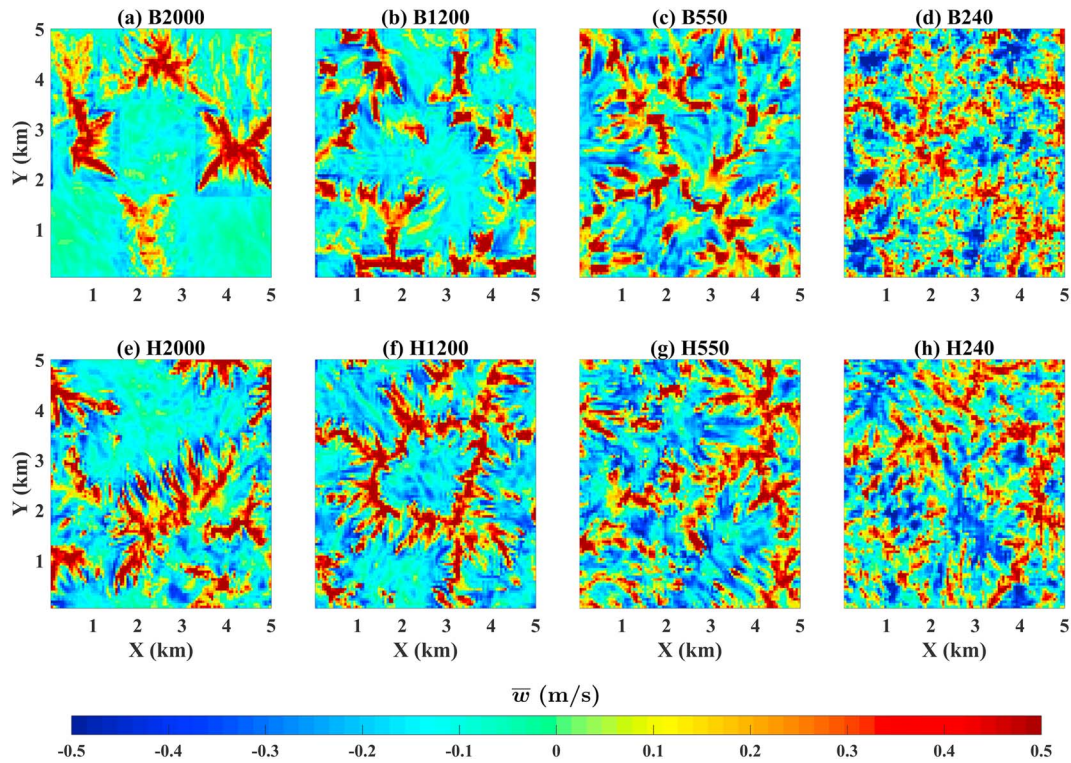 (a) B2000 (b) B1200 (c) B550 (d) B240
5
4
3
2
1
Y (km)
1 2 3 4 5 1 2 3 4 5 1 2 3 4 5 1 2 3 4 5
(e) H2000 (f) H1200 (g) H550 (h) H240
5
4
3
2
1
Y (km)
1 2 3 4 5 1 2 3 4 5 1 2 3 4 5 1 2 3 4 5
X (km) X (km) X (km) X (km)
w̅ (m/s)
-0.5 -0.4 -0.3 -0.2 -0.1 0 0.1 0.2 0.3 0.4 0.5